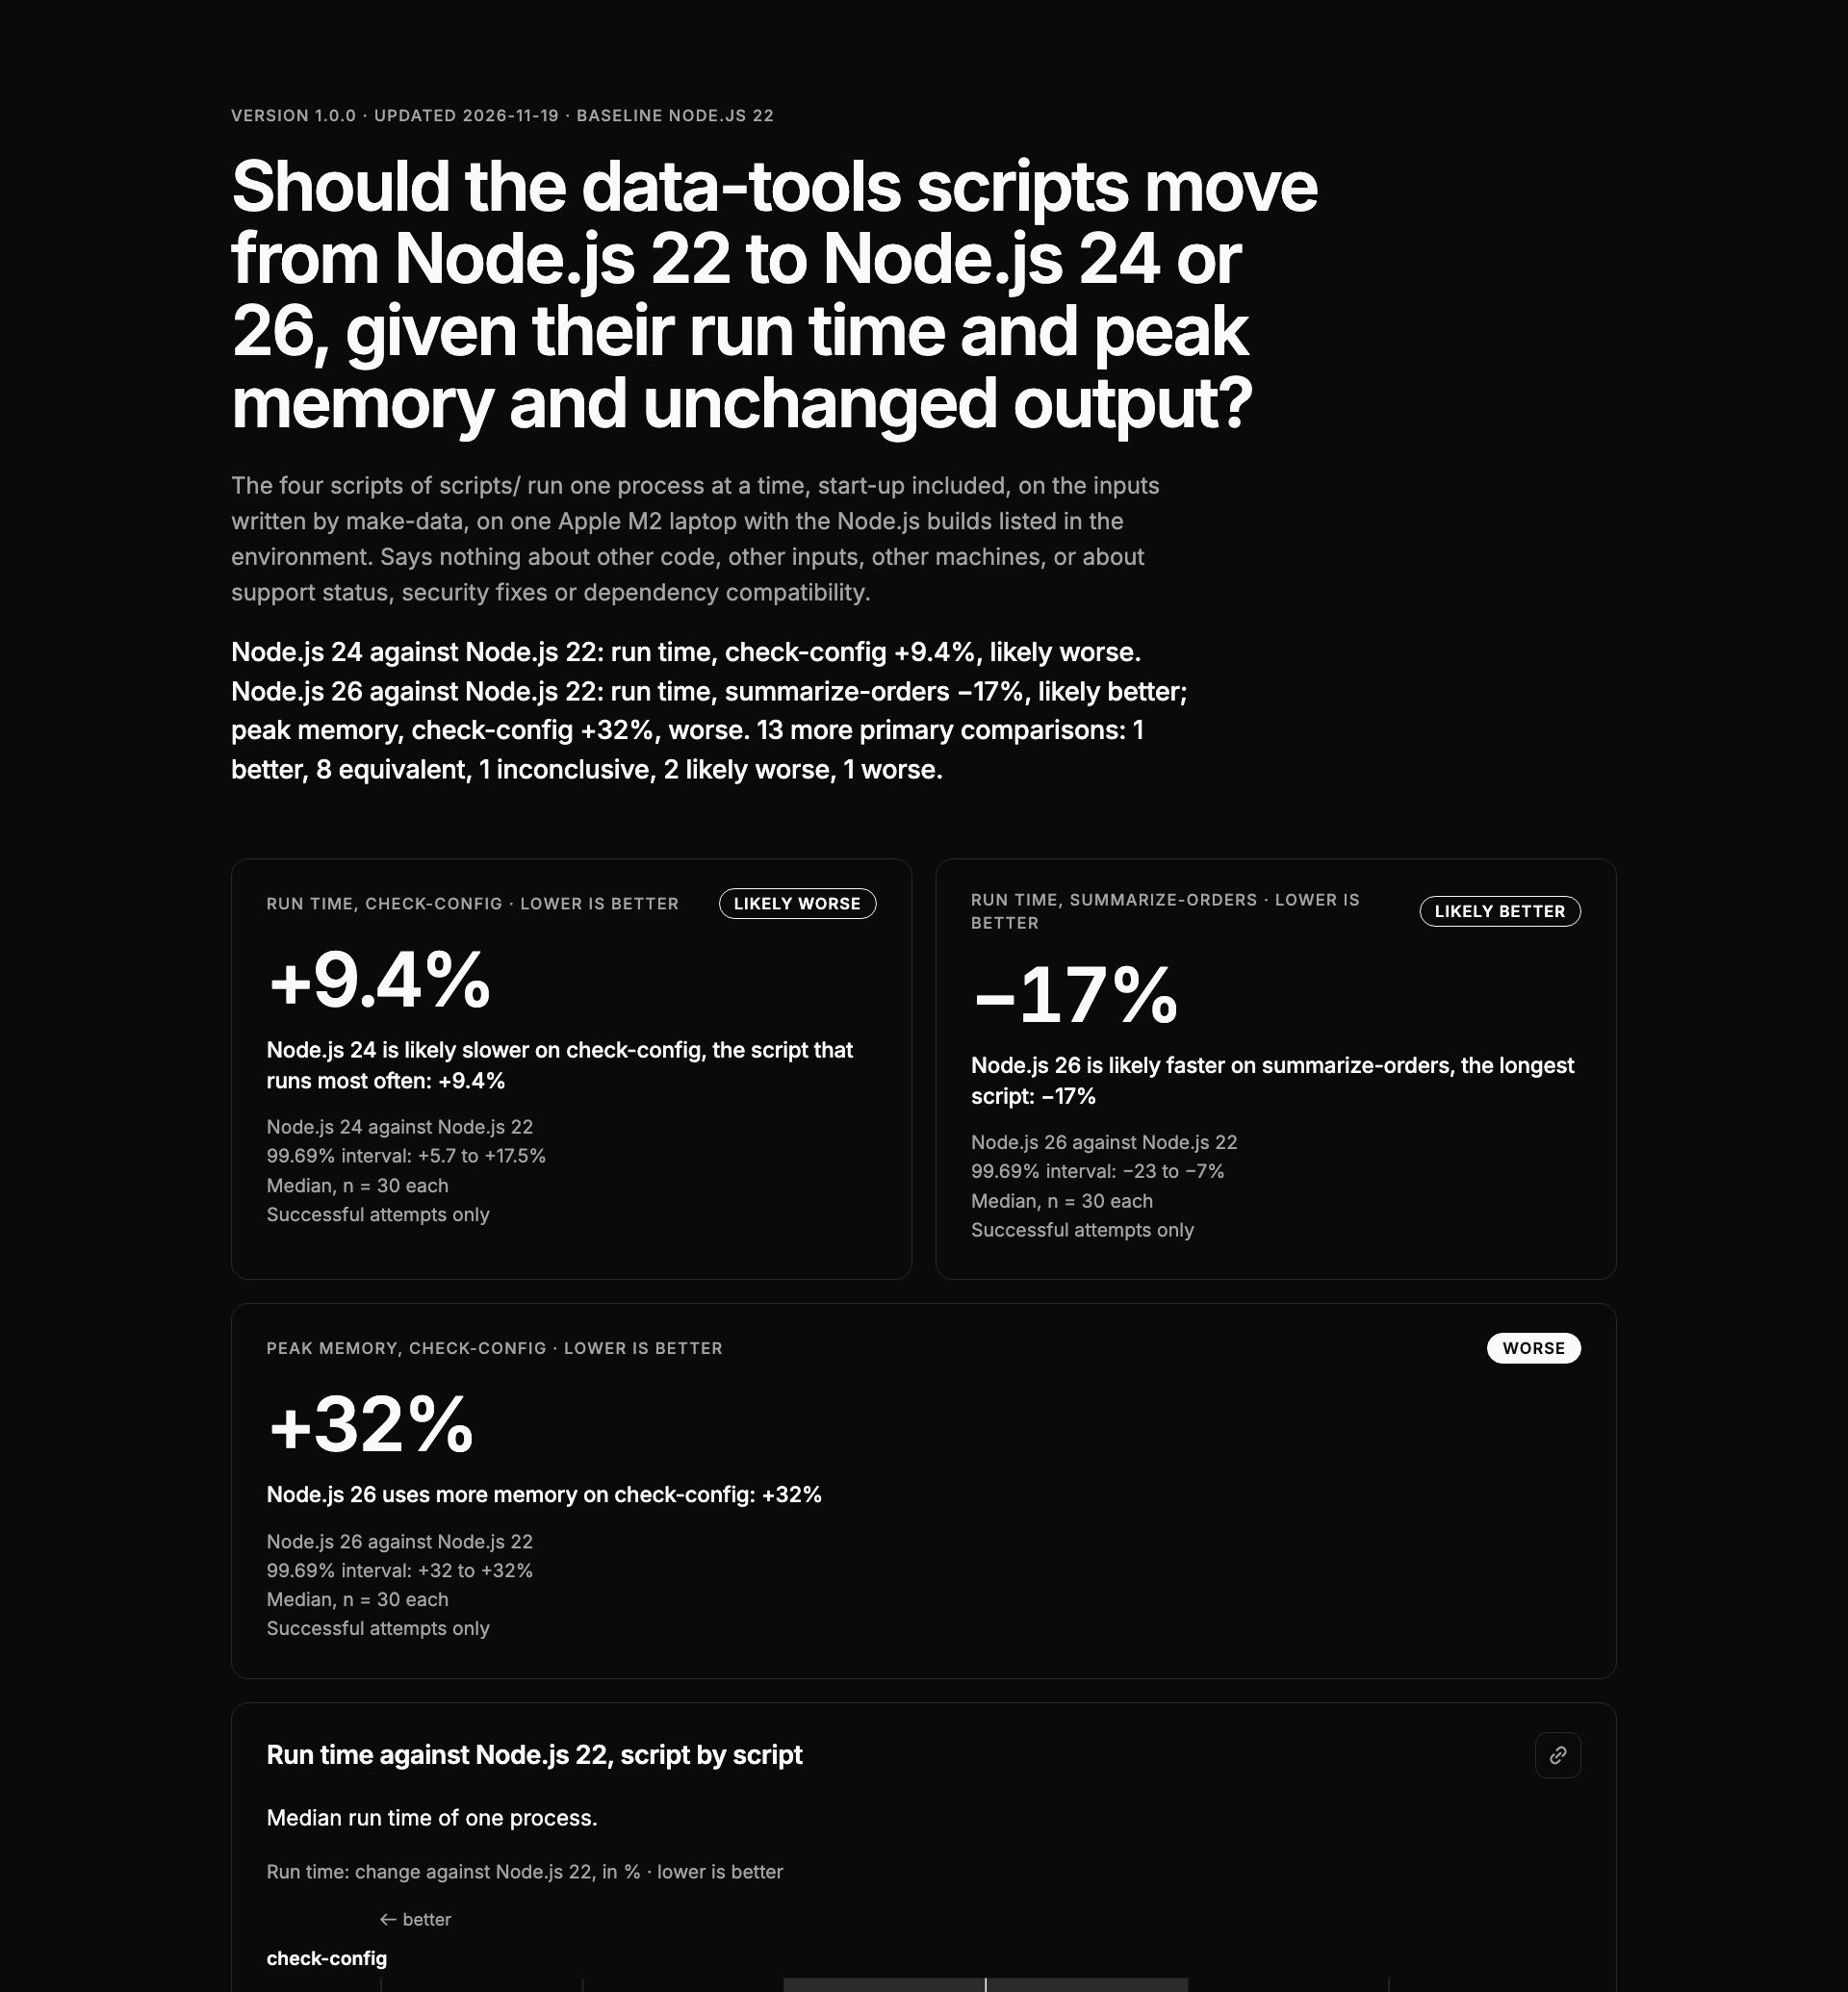 VERSION 1.0.0 · UPDATED 2026-11-19 · BASELINE NODE.JS 22
Should the data-tools scripts move
from Node.js 22 to Node.js 24 or
26, given their run time and peak
memory and unchanged output?
The four scripts of scripts/ run one process at a time, start-up included, on the inputs
written by make-data, on one Apple M2 laptop with the Node.js builds listed in the
environment. Says nothing about other code, other inputs, other machines, or about
support status, security fixes or dependency compatibility.
Node.js 24 against Node.js 22: run time, check-config +9.4%, likely worse.
Node.js 26 against Node.js 22: run time, summarize-orders −17%, likely better;
peak memory, check-config +32%, worse. 13 more primary comparisons: 1
better, 8 equivalent, 1 inconclusive, 2 likely worse, 1 worse.
RUN TIME, CHECK-CONFIG · LOWER IS BETTER
LIKELY WORSE
+9.4%
Node.js 24 is likely slower on check-config, the script that
runs most often: +9.4%
Node.js 24 against Node.js 22
99.69% interval: +5.7 to +17.5%
Median, n = 30 each
Successful attempts only
RUN TIME, SUMMARIZE-ORDERS · LOWER IS
BETTER
LIKELY BETTER
−17%
Node.js 26 is likely faster on summarize-orders, the longest
script: −17%
Node.js 26 against Node.js 22
99.69% interval: −23 to −7%
Median, n = 30 each
Successful attempts only
PEAK MEMORY, CHECK-CONFIG · LOWER IS BETTER
WORSE
+32%
Node.js 26 uses more memory on check-config: +32%
Node.js 26 against Node.js 22
99.69% interval: +32 to +32%
Median, n = 30 each
Successful attempts only
Run time against Node.js 22, script by script
Median run time of one process.
Run time: change against Node.js 22, in % · lower is better
← better
check-config